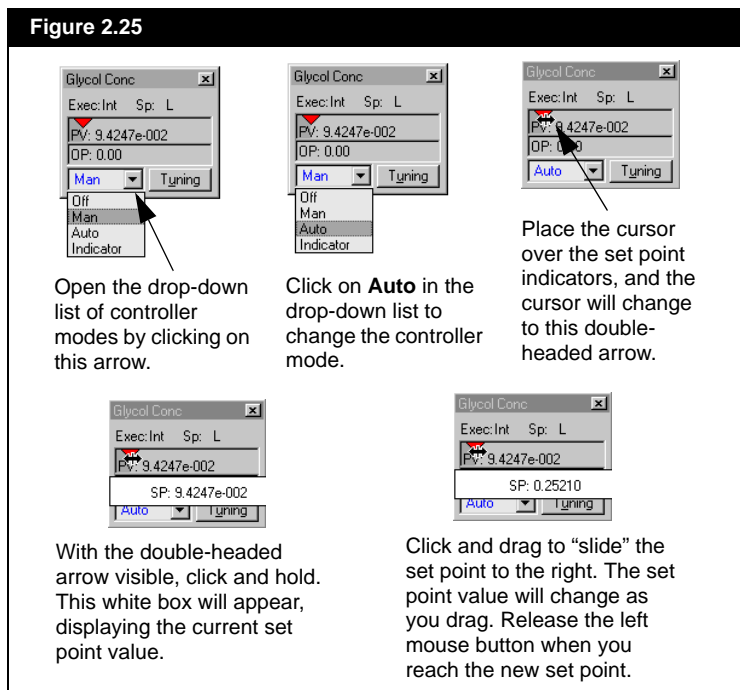 Figure 2.25
Glycol Conc
Exec:Int Sp: L
PV: 9.4247e-002
OP: 0.00
Man Tuning
Off
Man
Auto
Indicator
Open the drop-down
list of controller
modes by clicking on
this arrow.
Glycol Conc
Exec:Int Sp: L
PV: 9.4247e-002
OP: 0.00
Man Tuning
Off
Man
Auto
Indicator
Click on Auto in the
drop-down list to
change the controller
mode.
Glycol Conc
Exec:Int Sp: L
PV: 9.4247e-002
OP: 0.00
Auto Tuning
Place the cursor
over the set point
indicators, and the
cursor will change
to this double-
headed arrow.
Glycol Conc
Exec:Int Sp: L
PV: 9.4247e-002
SP: 9.4247e-002
Auto Tuning
With the double-headed
arrow visible, click and hold.
This white box will appear,
displaying the current set
point value.
Glycol Conc
Exec:Int Sp: L
PV: 9.4247e-002
SP: 0.25210
Auto Tuning
Click and drag to “slide” the
set point to the right. The set
point value will change as
you drag. Release the left
mouse button when you
reach the new set point.